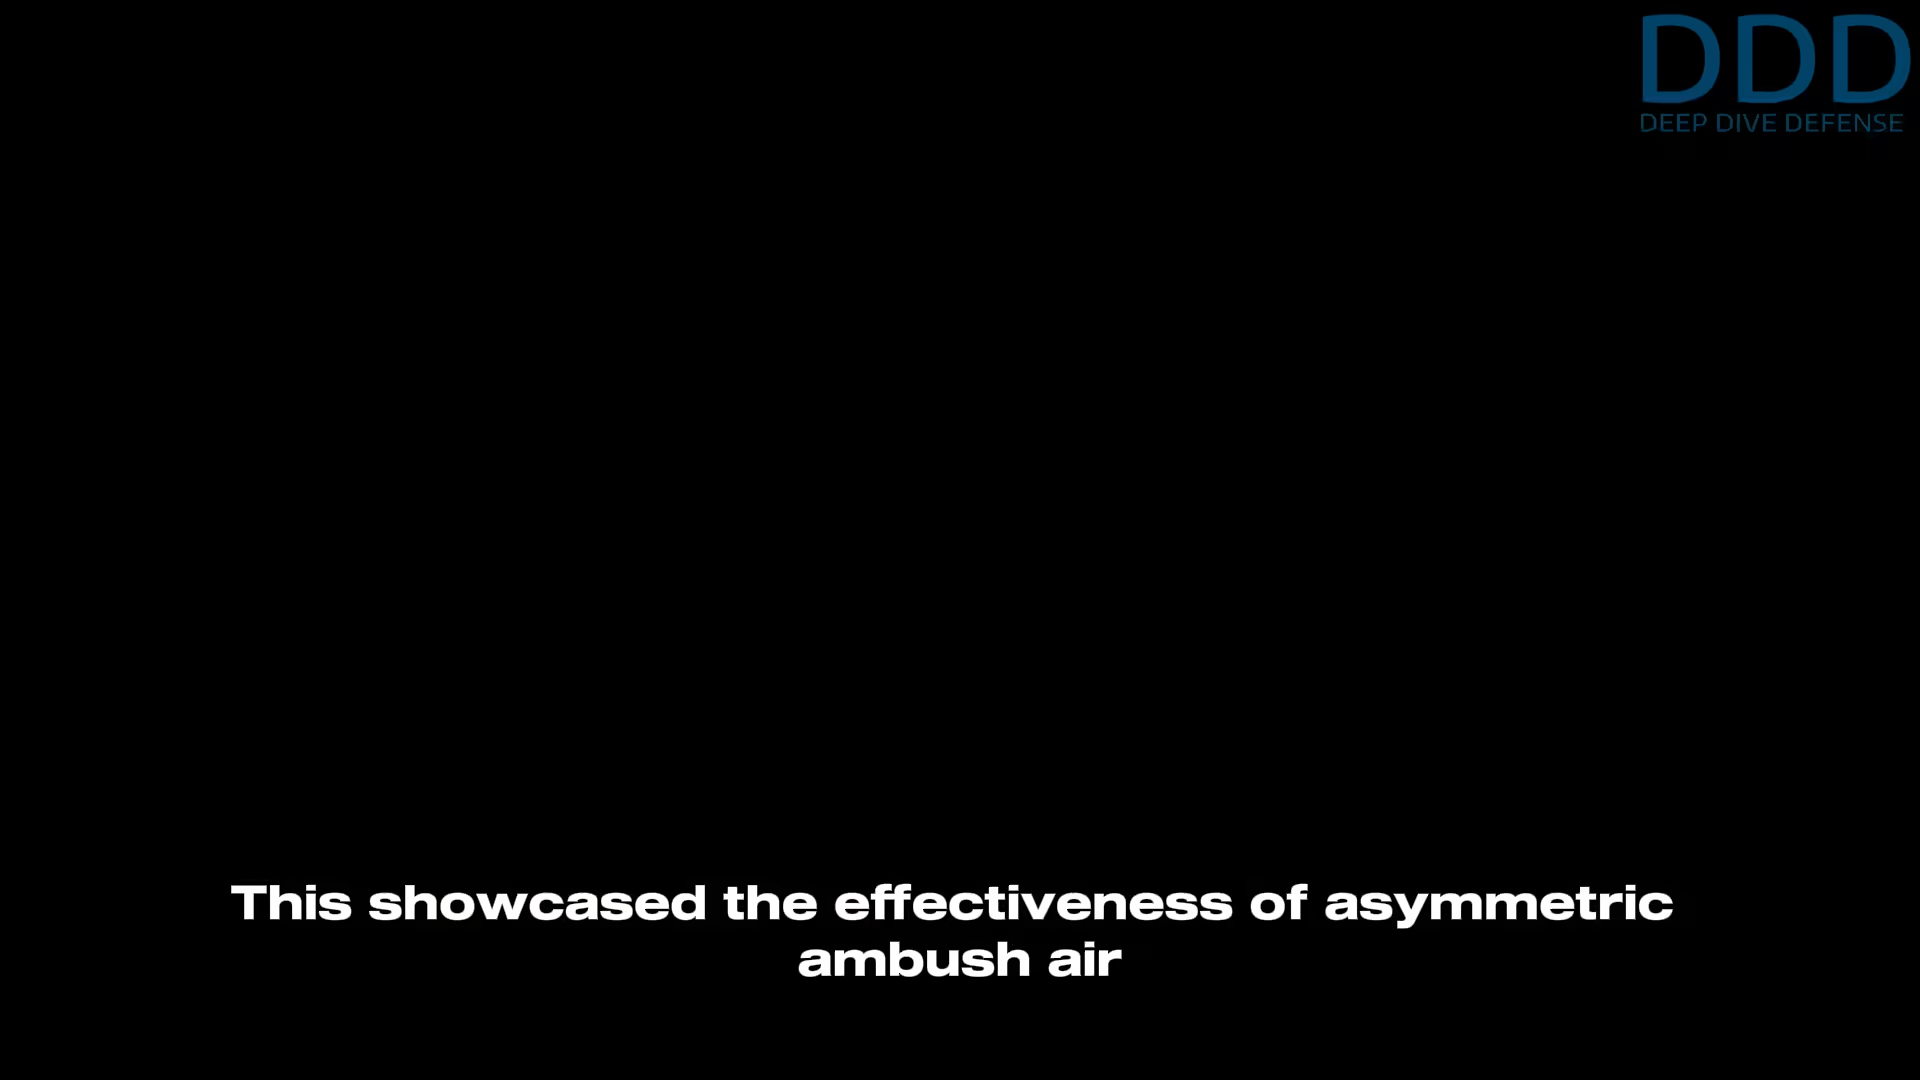 DDD
DEEP DIVE DEFENSE
This showcased the effectiveness of asymmetric
ambush air